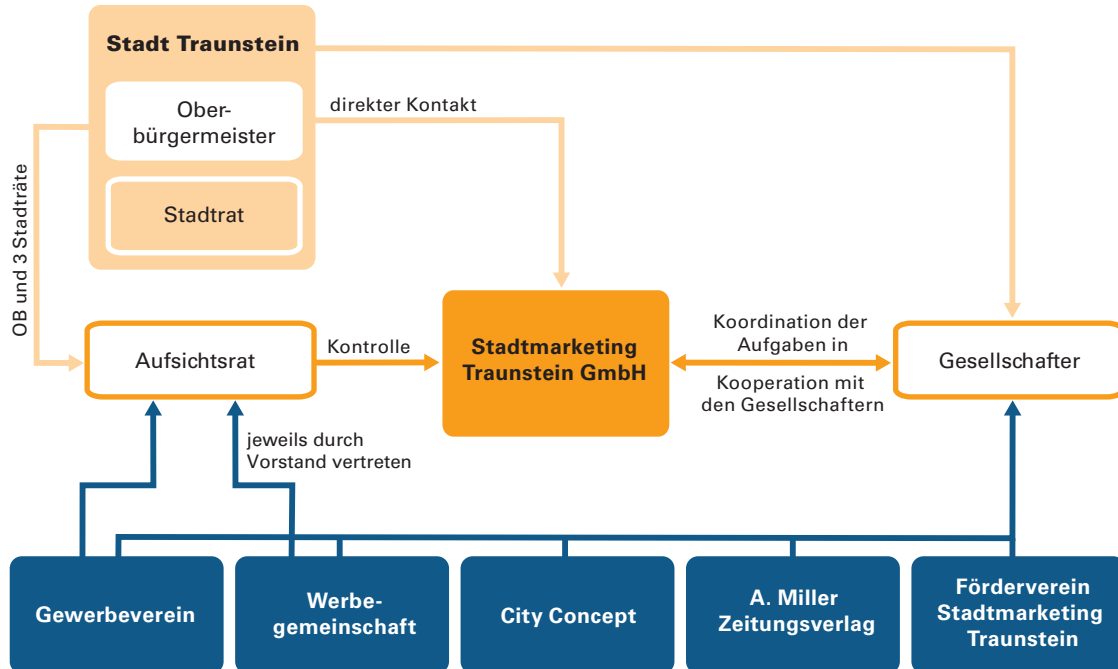 Stadt Traunstein
Ober-
bürgermeister
Stadtrat
direkter Kontakt
OB und 3 Stadträte
Aufsichtsrat
Kontrolle
Stadtmarketing
Traunstein GmbH
Koordination der
Aufgaben in
Kooperation mit
den Gesellschaftern
Gesellschafter
jeweils durch
Vorstand vertreten
Gewerbeverein
Werbe-
gemeinschaft
City Concept
A. Miller
Zeitungsverlag
Förderverein
Stadtmarketing
Traunstein